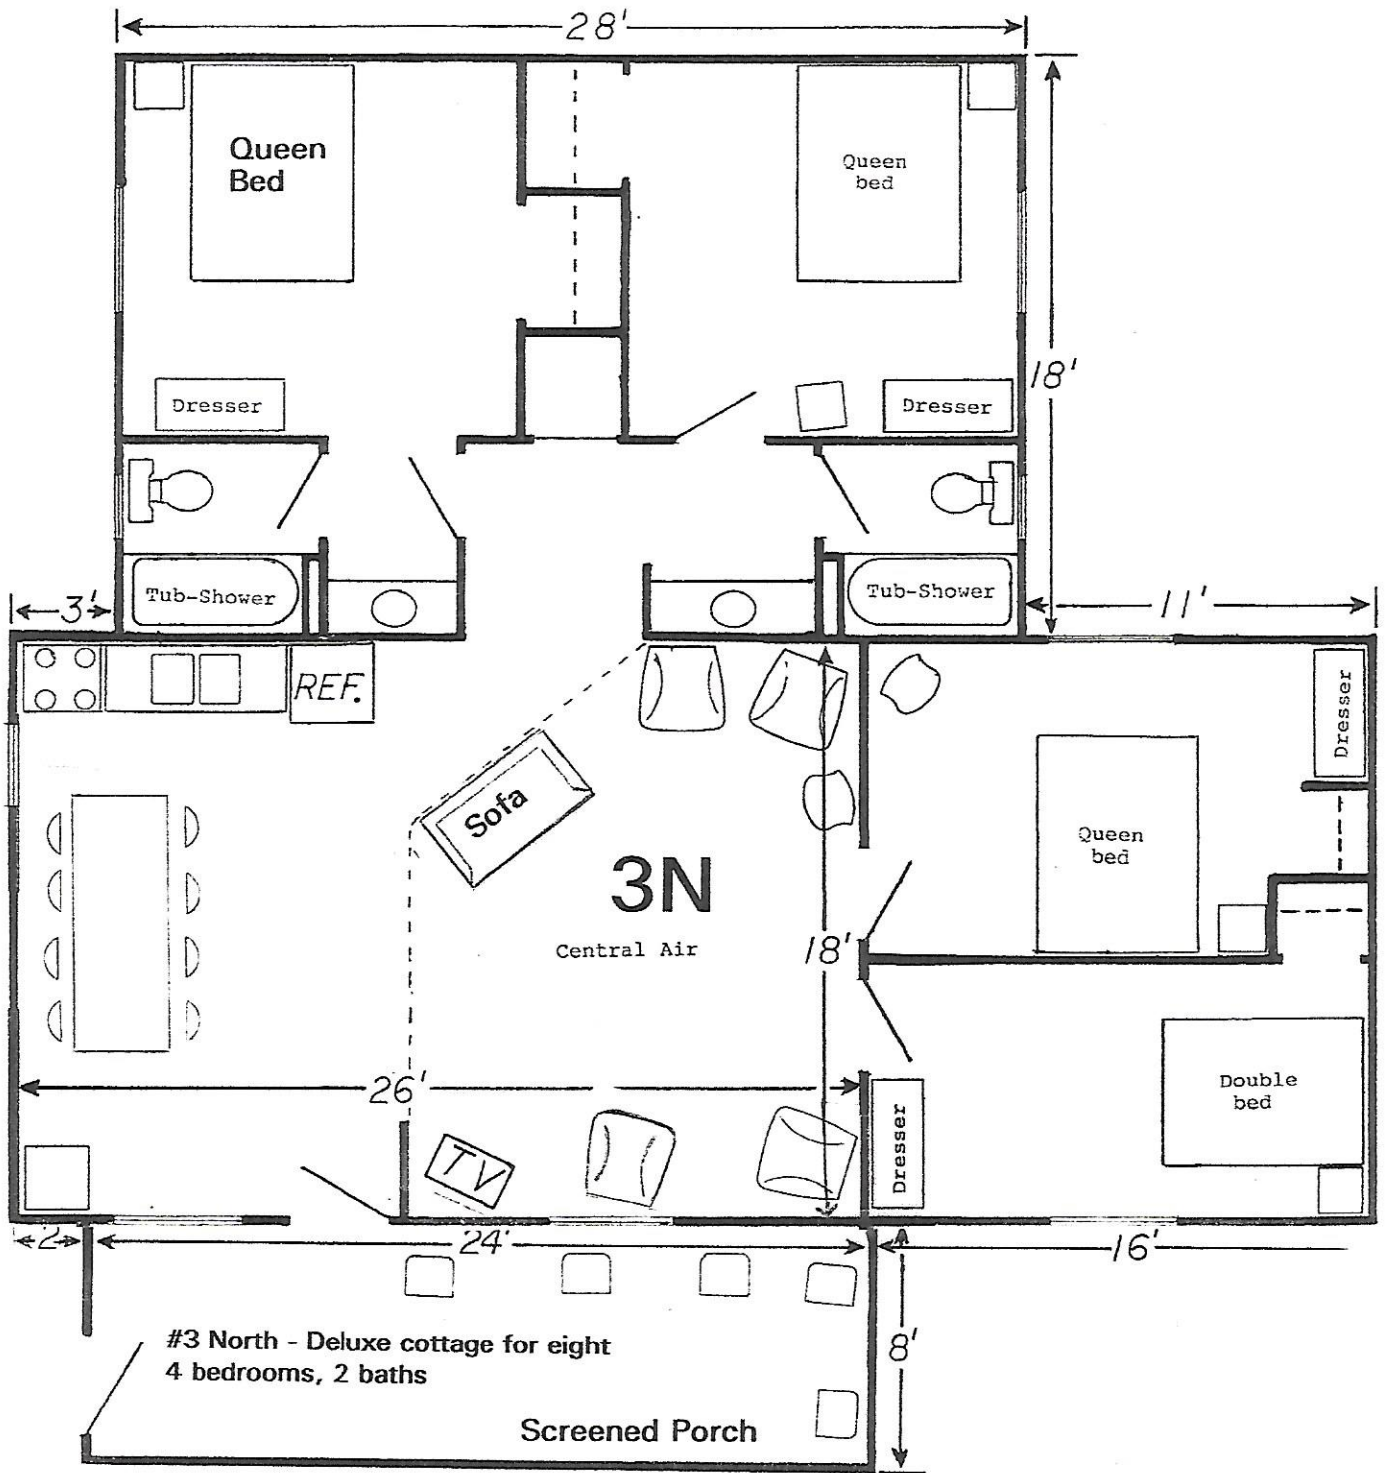 28'
Queen
Bed
Queen
bed
18'
Dresser
Dresser
Tub-Shower
Tub-Shower
3'
11'
REF.
Dresser
Sofa
Queen
bed
3N
Central Air
18'
26'
Double
bed
Dresser
TV
2
24'
16'
#3 North - Deluxe cottage for eight
4 bedrooms, 2 baths
8'
Screened Porch